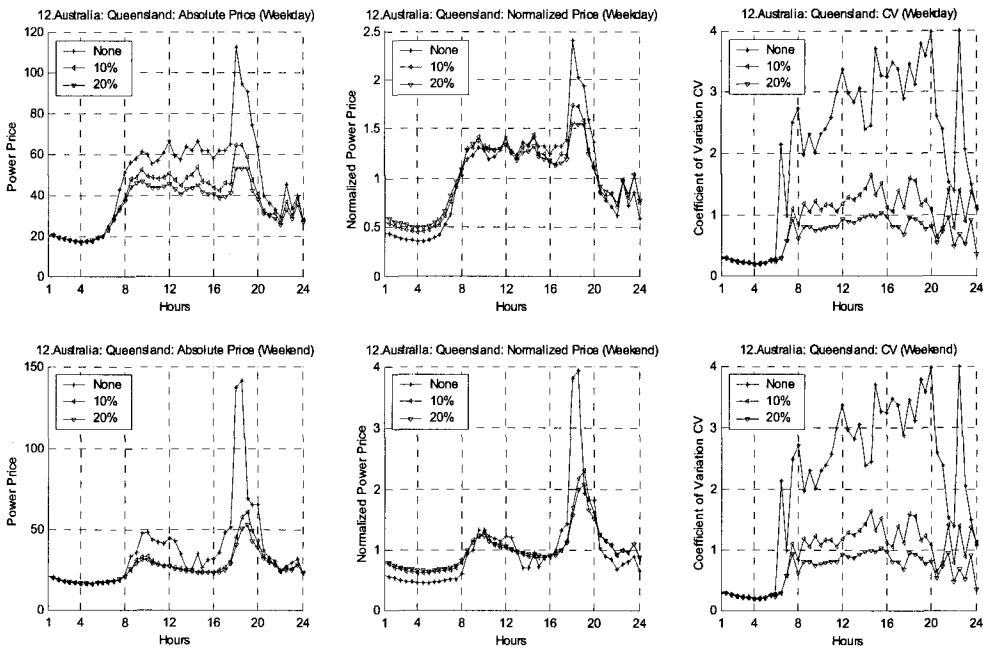 12.Australia: Queensland: Absolute Price (Weekday)
120
100
80
60
40
20
0
Power Price
None
10%
20%
1 4 8 12 16 20 24
Hours
12.Australia: Queensland: Normalized Price (Weekday)
2.5
2
1.5
1
0.5
0
Normalized Power Price
None
10%
20%
1 4 8 12 16 20 24
Hours
12.Australia: Queensland: CV (Weekday)
4
3
2
1
0
Coefficient of Variation CV
None
10%
20%
1 4 8 12 16 20 24
Hours
12.Australia: Queensland: Absolute Price (Weekend)
150
100
50
0
Power Price
None
10%
20%
1 4 8 12 16 20 24
Hours
12.Australia: Queensland: Normalized Price (Weekend)
4
3
2
1
0
Normalized Power Price
None
10%
20%
1 4 8 12 16 20 24
Hours
12.Australia: Queensland: CV (Weekend)
4
3
2
1
0
Coefficient of Variation CV
None
10%
20%
1 4 8 12 16 20 24
Hours